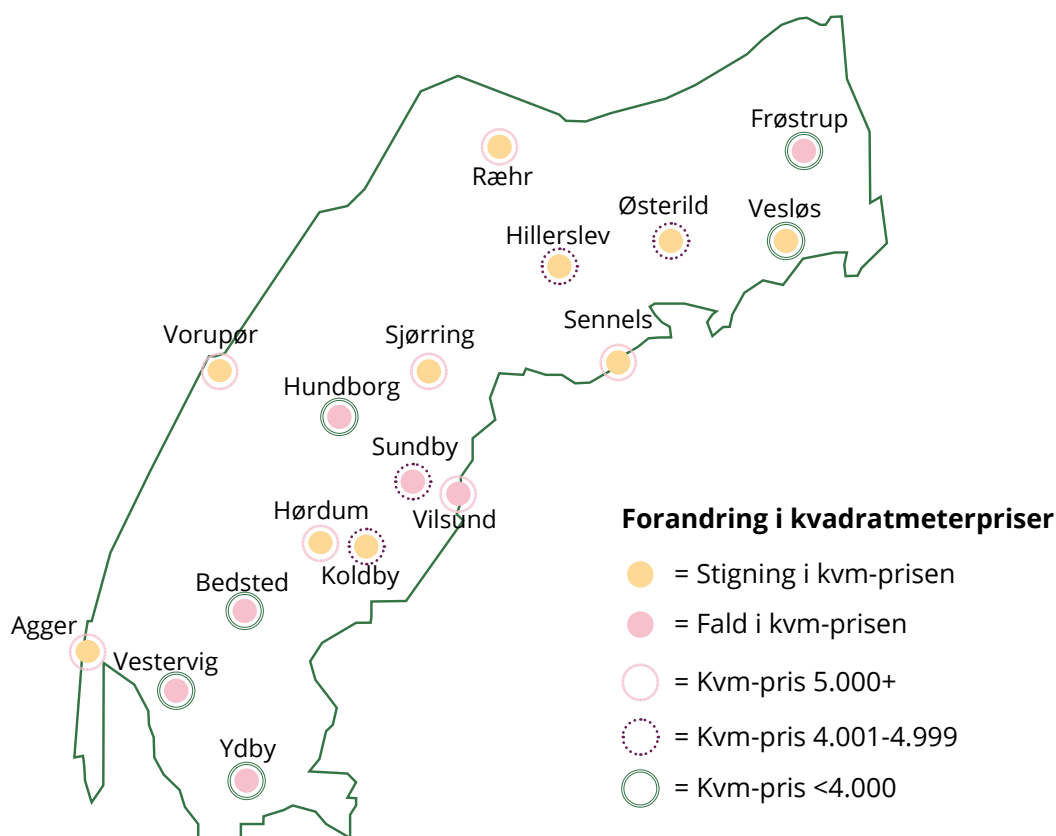 Frøstrup
Ræhr
Østerild
Vesløs
Hillerslev
Sennels
Vorupør
Sjørring
Hundborg
Sundby
Hørdum
Vilsund
Koldby
Bedsted
Agger
Vestervig
Ydby
Forandring i kvadratmeterpriser
= Stigning i kvm-prisen
= Fald i kvm-prisen
= Kvm-pris 5.000+
= Kvm-pris 4.001-4.999
= Kvm-pris <4.000